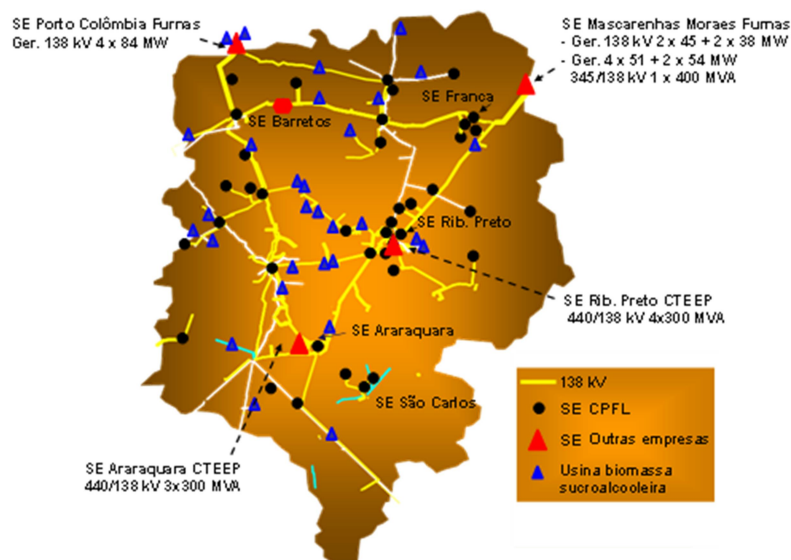 SE Porto Colômbia Furnas
Ger. 138 kV 4 x 84 MW
SE Mascarenhas Moraes Furnas
- Ger. 138 kV 2 x 45 + 2 x 38 MW
- Ger. 4 x 51 + 2 x 54 MW
345/138 kV 1 x 400 MVA
SE Franca
SE Barretos
SE Rib. Preto
SE Rib. Preto CTEEP
440/138 kV 4x300 MVA
SE Araraquara
SE São Carlos
SE Araraquara CTEEP
440/138 kV 3x300 MVA
138 kV
SE CPFL
SE Outras empresas
Usina biomassa
sucroalcooleira